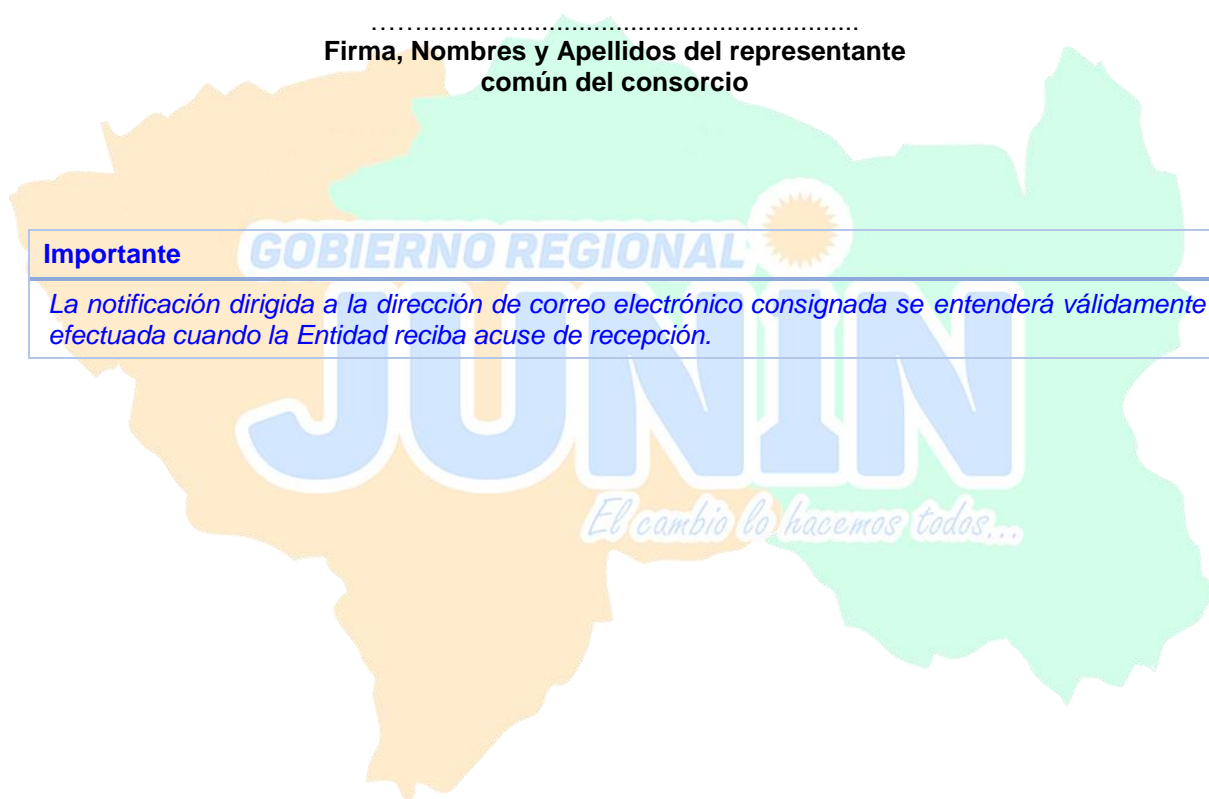 …….......................................................
Firma, Nombres y Apellidos del representante
común del consorcio
GOBIERNO REGIONAL
Importante
La notificación dirigida a la dirección de correo electrónico consignada se entenderá válidamente
efectuada cuando la Entidad reciba acuse de recepción.
JUNIN
El cambio lo hacemos todos...